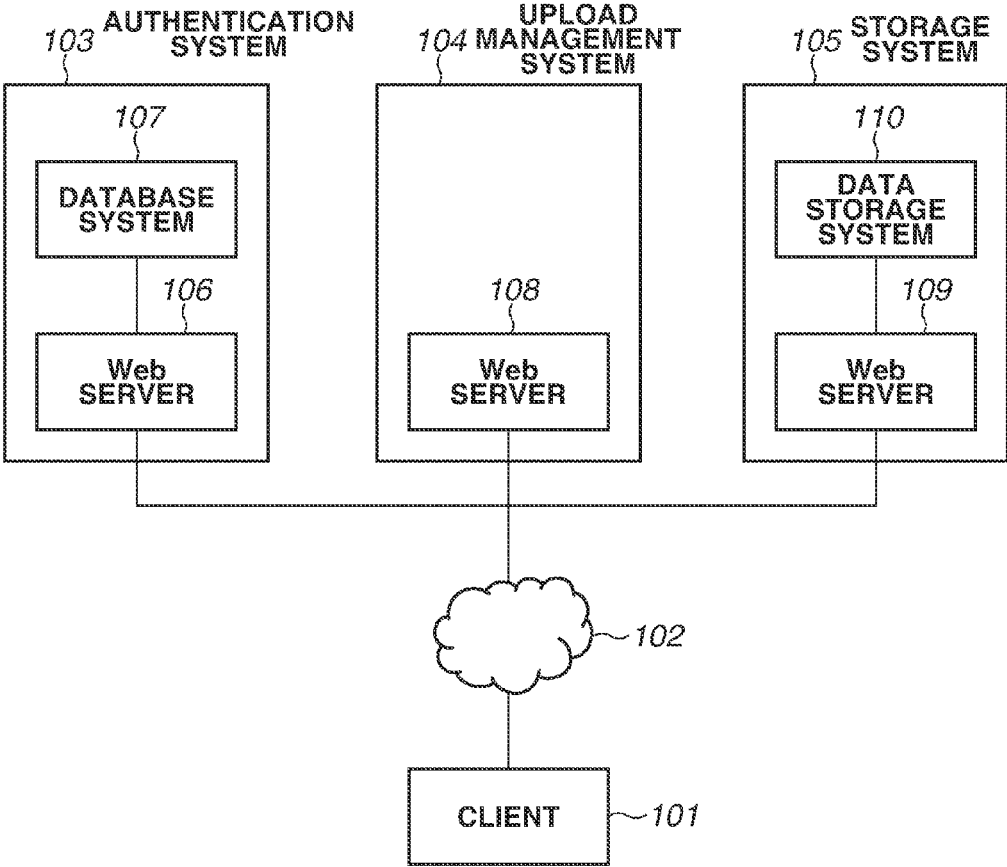 103
AUTHENTICATION
SYSTEM
104
UPLOAD
MANAGEMENT
SYSTEM
105
STORAGE
SYSTEM
107
DATABASE
SYSTEM
110
DATA
STORAGE
SYSTEM
106
Web
SERVER
108
Web
SERVER
109
Web
SERVER
102
CLIENT
101